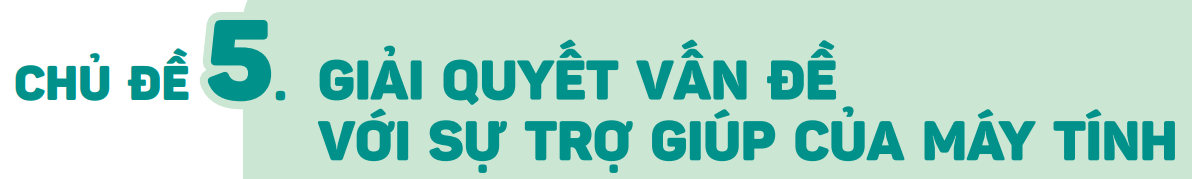 CHỦ ĐỀ 5. GIẢI QUYẾT VẤN ĐỀ
VỚI SỰ TRỢ GIÚP CỦA MÁY TÍNH